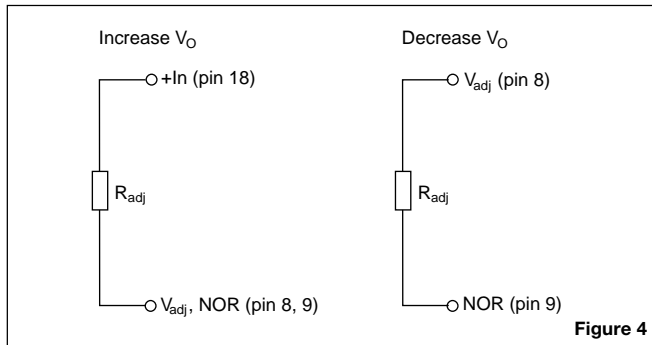 Increase VO
Decrease VO
+In (pin 18)
Vadj (pin 8)
Radj
Radj
Vadj, NOR (pin 8, 9)
NOR (pin 9)
Figure 4